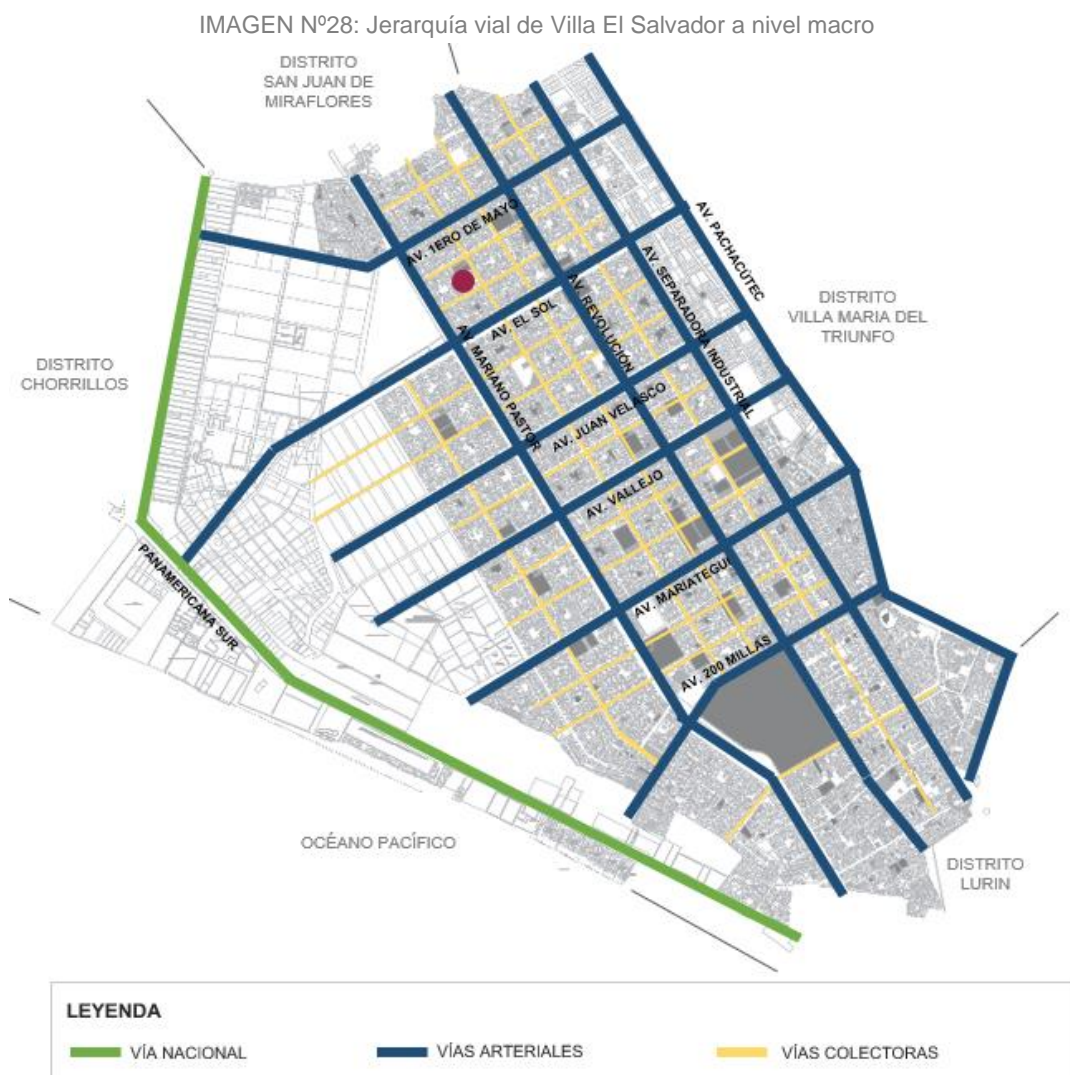 IMAGEN Nº28: Jerarquía vial de Villa El Salvador a nivel macro
DISTRITO
SAN JUAN DE
MIRAFLORES
AV. 1ERO DE MAYO
AV. PACHACÚTEC
AV. SEPARADORA INDUSTRIAL
AV. REVOLUCIÓN
AV. EL SOL
DISTRITO
VILLA MARIA DEL
TRIUNFO
DISTRITO
CHORRILLOS
AV. MARIANO PASTOR
AV. JUAN VELASCO
AV. VALLEJO
PANAMERICANA SUR
AV. MARIATEGUI
AV. 200 MILLAS
OCÉANO PACÍFICO
DISTRITO
LURIN
LEYENDA
VÍA NACIONAL
VÍAS ARTERIALES
VÍAS COLECTORAS